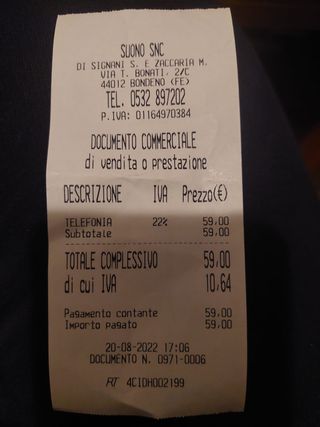 SUONO SNC
DI SIGNANI S. E ZACCARIA M.
VIA T. BONATI, 2/C
44012 BONDENO (FE)
TEL. 0532 897202
P.IVA: 01164970384
DOCUMENTO COMMERCIALE
di vendita o prestazione
DESCRIZIONE IVA Prezzo(€)
TELEFONIA 22% 59,00
Subtotale 59,00
TOTALE COMPLESSIVO 59,00
di cui IVA 10,64
Pagamento contante 59,00
Importo pagato 59,00
20-08-2022 17:06
DOCUMENTO N. 0971-0006
RT 4CIDH002199